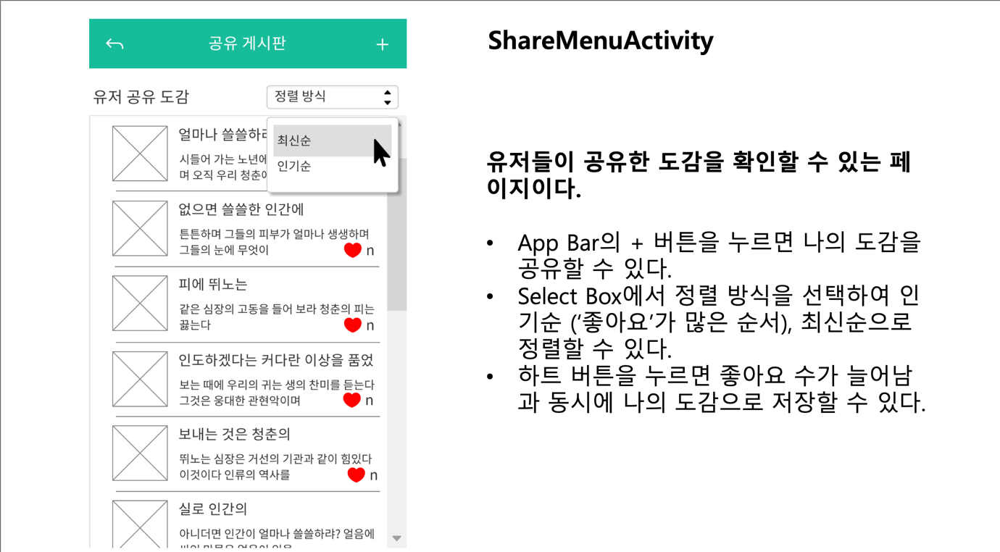 공유 게시판
+
유저 공유 도감
정렬 방식
최신순
인기순
얼마나 쓸쓸하
시들어 가는 노년에
며 오직 우리 청춘
없으면 쓸쓸한 인간에
튼튼하며 그들의 피부가 얼마나 생생하며
그들의 눈에 무엇이
n
피에 뛰노는
같은 심장의 고동을 들어 보라 청춘의 피는
끓는다
n
인도하겠다는 커다란 이상을 품었
보는 때에 우리의 귀는 생의 찬미를 듣는다
그것은 웅대한 관현악이며
n
보내는 것은 청춘의
뛰노는 심장은 거선의 기관과 같이 힘있다
이것이다 인류의 역사를
n
실로 인간의
아니더면 인간이 얼마나 쓸쓸하랴? 얼음에
ShareMenuActivity
유저들이 공유한 도감을 확인할 수 있는 페
이지이다.
• App Bar의 + 버튼을 누르면 나의 도감을
공유할 수 있다.
• Select Box에서 정렬 방식을 선택하여 인
기순 (‘좋아요’가 많은 순서), 최신순으로
정렬할 수 있다.
• 하트 버튼을 누르면 좋아요 수가 늘어남
과 동시에 나의 도감으로 저장할 수 있다.